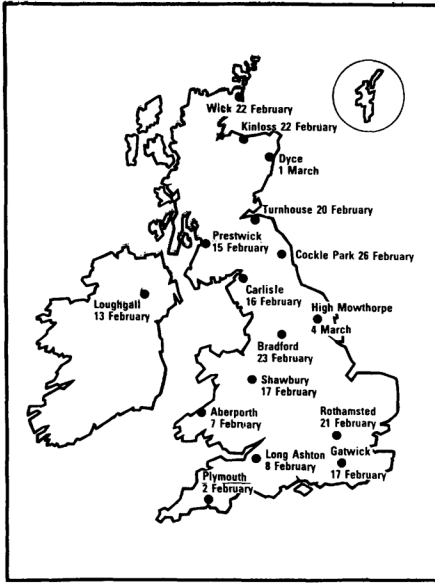 Wick 22 February
Kinloss 22 February
Dyce
1 March
Turnhouse 20 February
Prestwick
15 February
Cockle Park 26 February
Carlisle
16 February
Loughgall
13 February
High Mowthorpe
4 March
Bradford
23 February
Shawbury
17 February
Aberporth
7 February
Rothamsted
21 February
Long Ashton
8 February
Gatwick
17 February
Plymouth
2 February